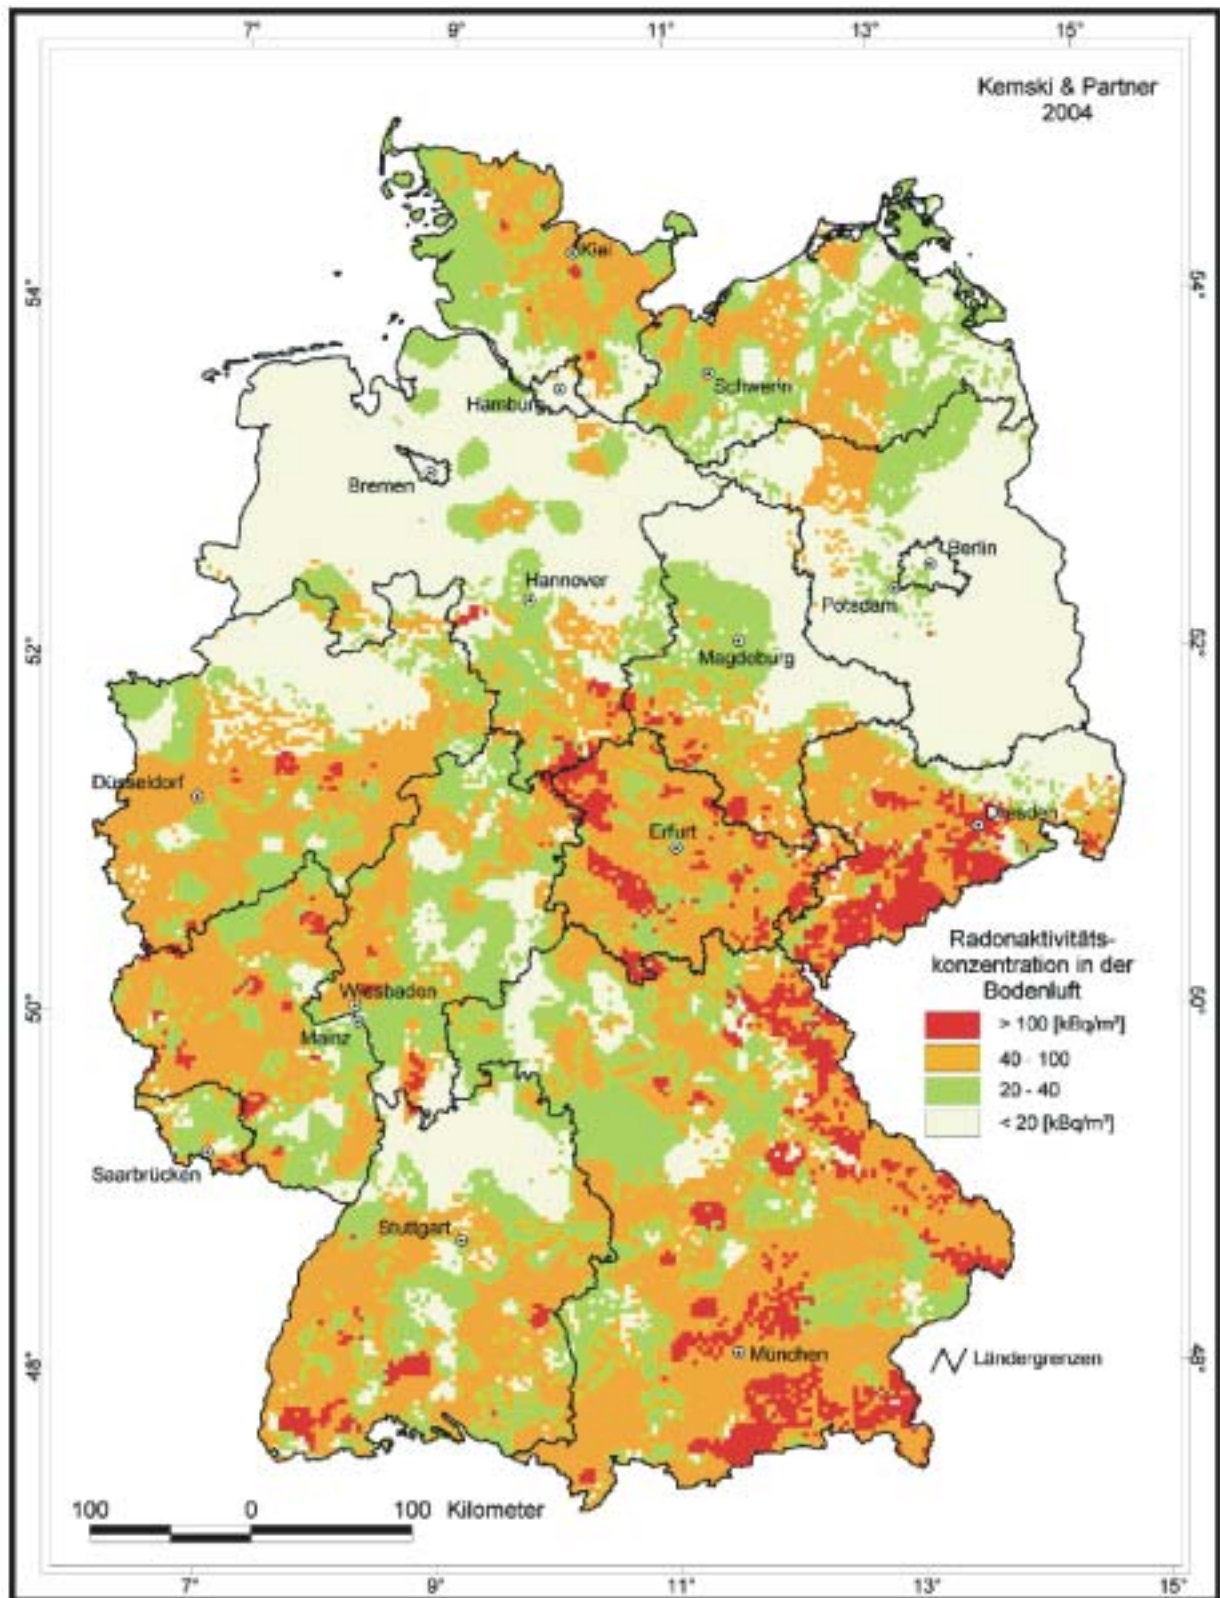 7° 9° 11° 13° 15°
Kemski & Partner
2004
Kiel
54° 54°
Schwerin
Hamburg
Bremen
Berlin
Hannover
Potsdam
52° 52°
Magdeburg
Düsseldorf
Dresden
Erfurt
Radonaktivitäts-
konzentration in der
Bodenluft
Wiesbaden
50° 50°
Mainz
> 100 [kBq/m³]
40 - 100
20 - 40
< 20 [kBq/m³]
Saarbrücken
Stuttgart
München
48° 48°
Ländergrenzen
100 0 100 Kilometer
7° 9° 11° 13° 15°